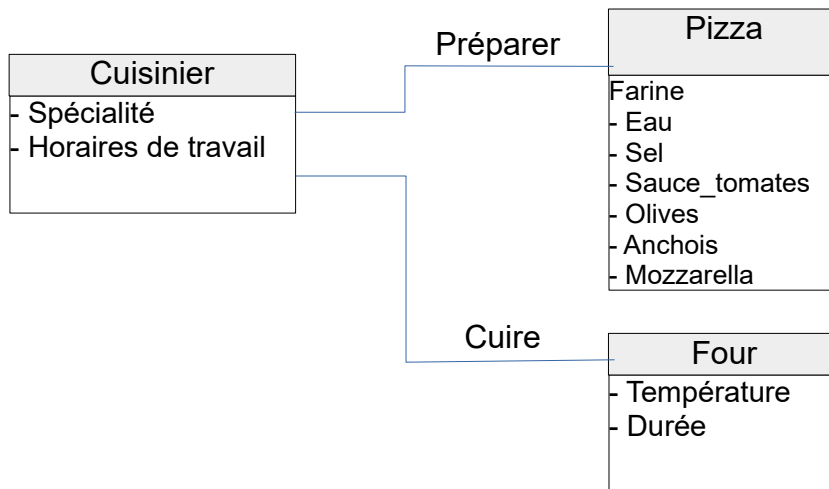 Cuisinier
- Spécialité
- Horaires de travail
Préparer
Pizza
Farine
- Eau
- Sel
- Sauce_tomates
- Olives
- Anchois
- Mozzarella
Cuire
Four
- Température
- Durée